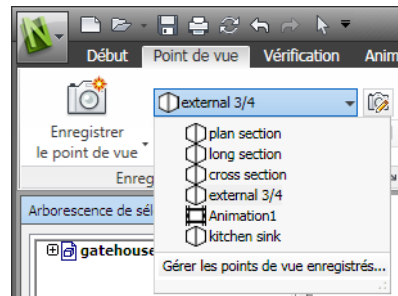 Début Point de vue Vérification Anim
external 3/4
Enregistrer
le point de vue
plan section
long section
cross section
external 3/4
Animation1
kitchen sink
Gérer les points de vue enregistrés...
Enreg
Arborescence de sél
gatehouse